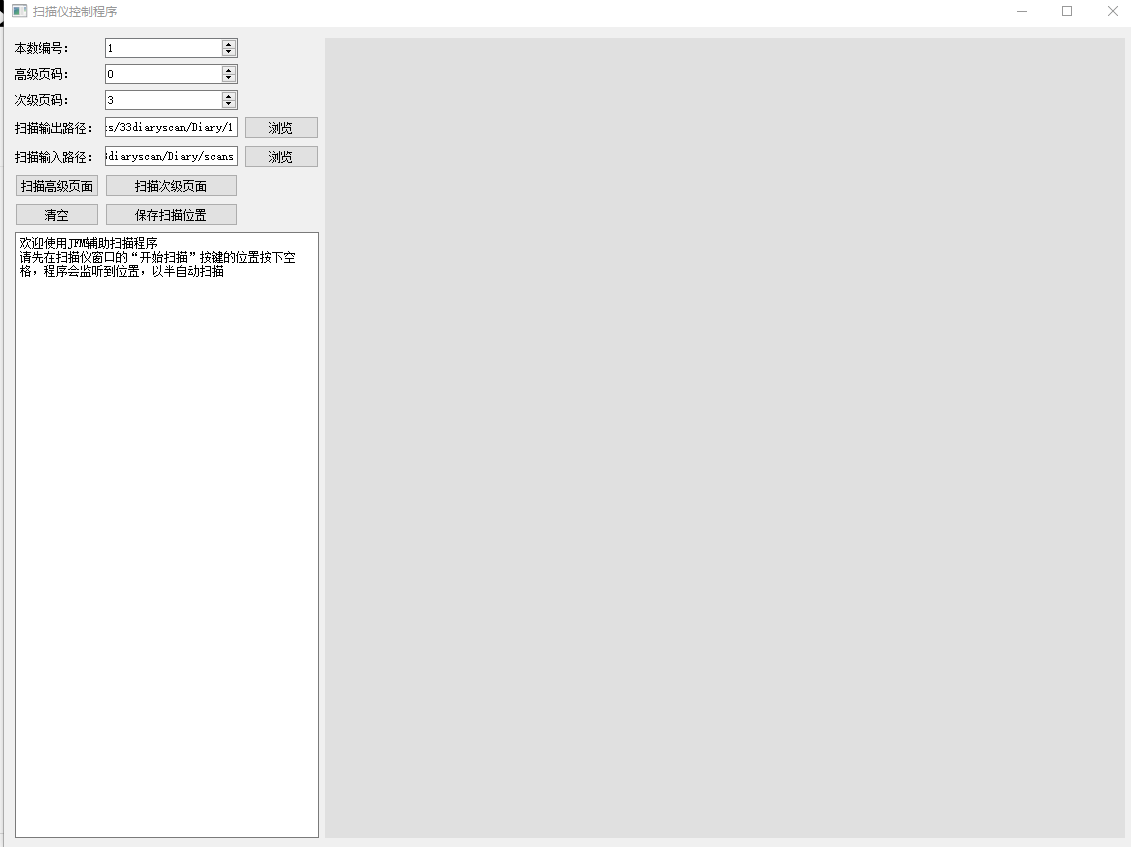 扫描仪控制程序
本数编号： 1
高级页码： 0
次级页码： 3
扫描输出路径： :s/33diaryscan/Diary/1 浏览
扫描输入路径： diaryscan/Diary/scans 浏览
扫描高级页面 扫描次级页面
清空 保存扫描位置
欢迎使用JFM辅助扫描程序
请先在扫描仪窗口的“开始扫描”按键的位置按下空
格，程序会监听到位置，以半自动扫描